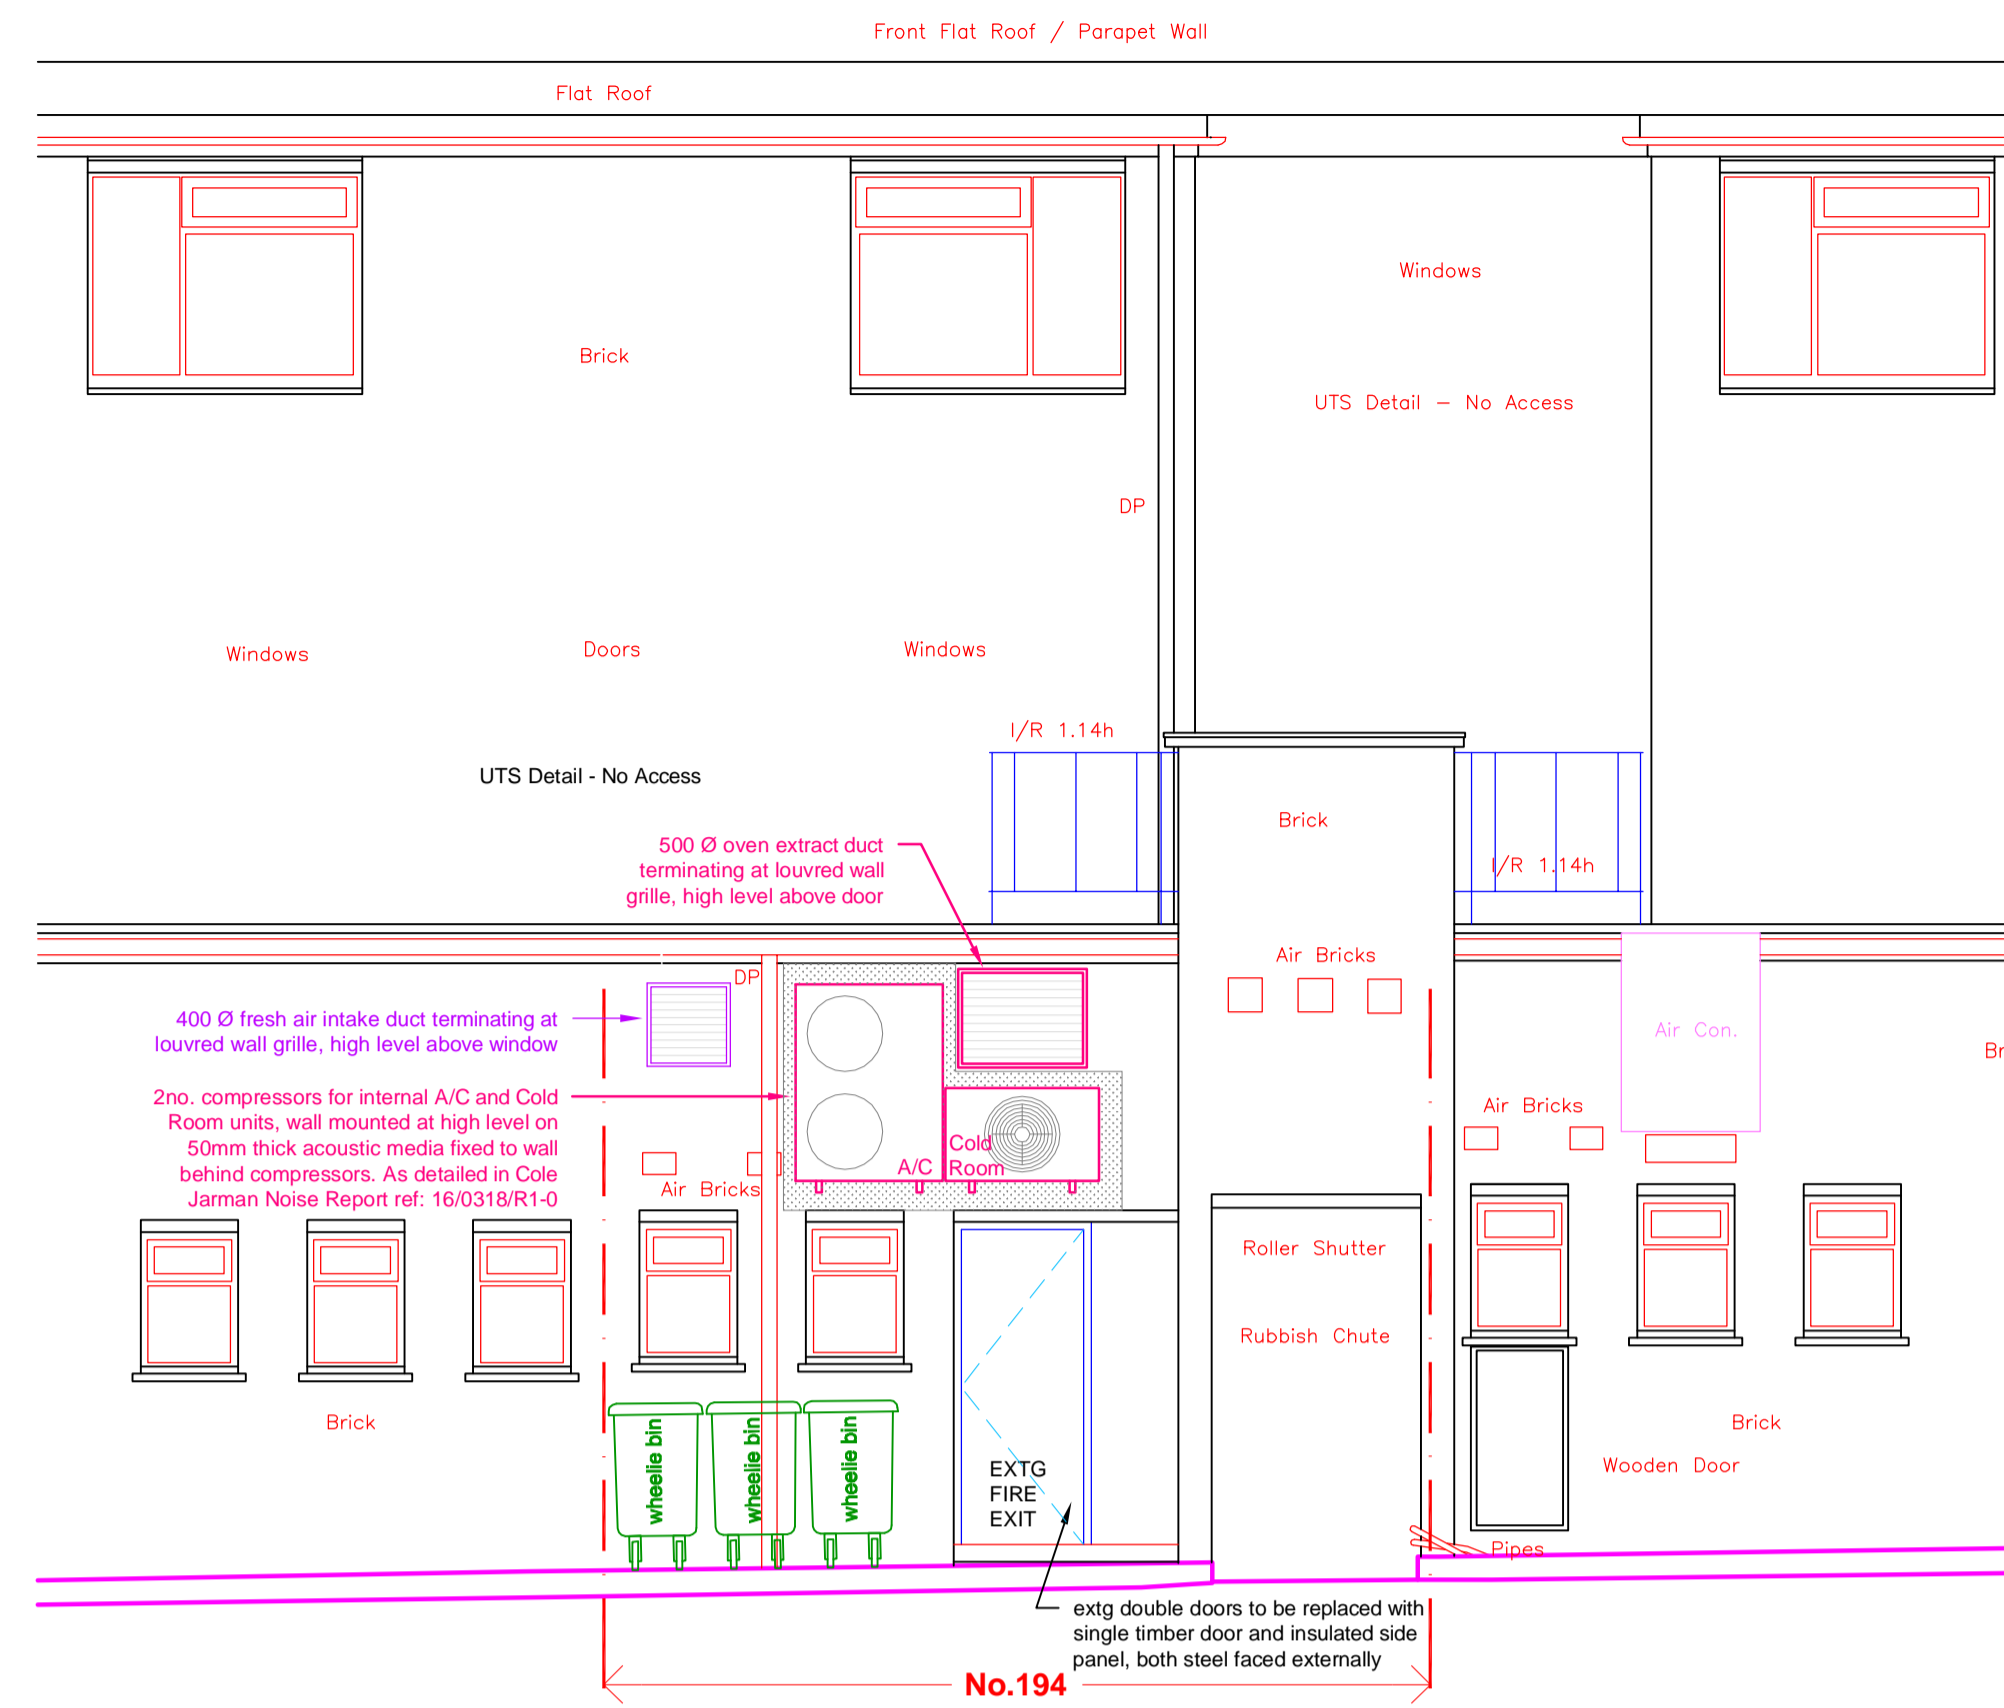 Front Flat Roof / Parapet Wall
Flat Roof
Windows
Brick
UTS Detail - No Access
DP
Windows
Doors
Windows
I/R 1.14h
UTS Detail - No Access
Brick
500 Ø oven extract duct
terminating at louvred wall
grille, high level above door
I/R 1.14h
Air Bricks
DP
400 Ø fresh air intake duct terminating at
louvred wall grille, high level above window
Air Con.
2no. compressors for internal A/C and Cold
Room units, wall mounted at high level on
50mm thick acoustic media fixed to wall
behind compressors. As detailed in Cole
Jarman Noise Report ref: 16/0318/R1-0
Air Bricks
Cold
Room
A/C
Air Bricks
Roller Shutter
Rubbish Chute
Brick
wheelie bin
wheelie bin
wheelie bin
Brick
Wooden Door
EXTG
FIRE
EXIT
Pipes
extg double doors to be replaced with
single timber door and insulated side
panel, both steel faced externally
No.194